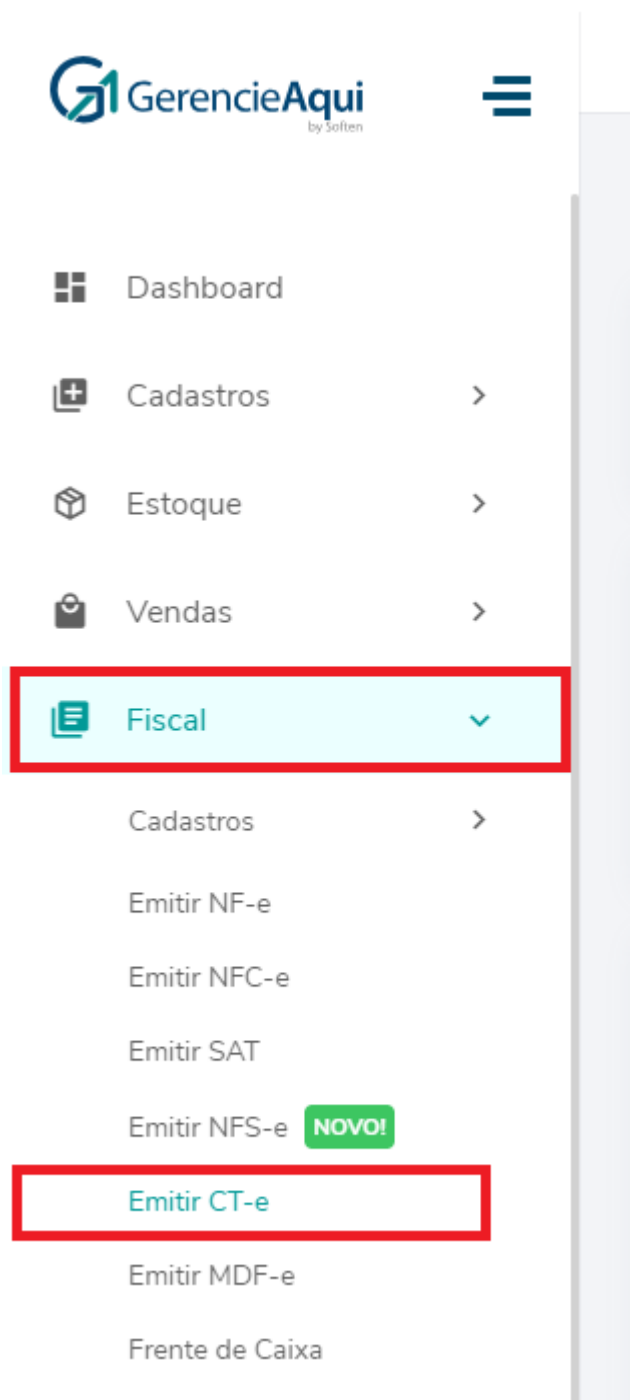 GerencieAqui
by Soften
Dashboard
Cadastros
Estoque
Vendas
Fiscal
Cadastros
Emitir NF-e
Emitir NFC-e
Emitir SAT
Emitir NFS-e NOVO!
Emitir CT-e
Emitir MDF-e
Frente de Caixa